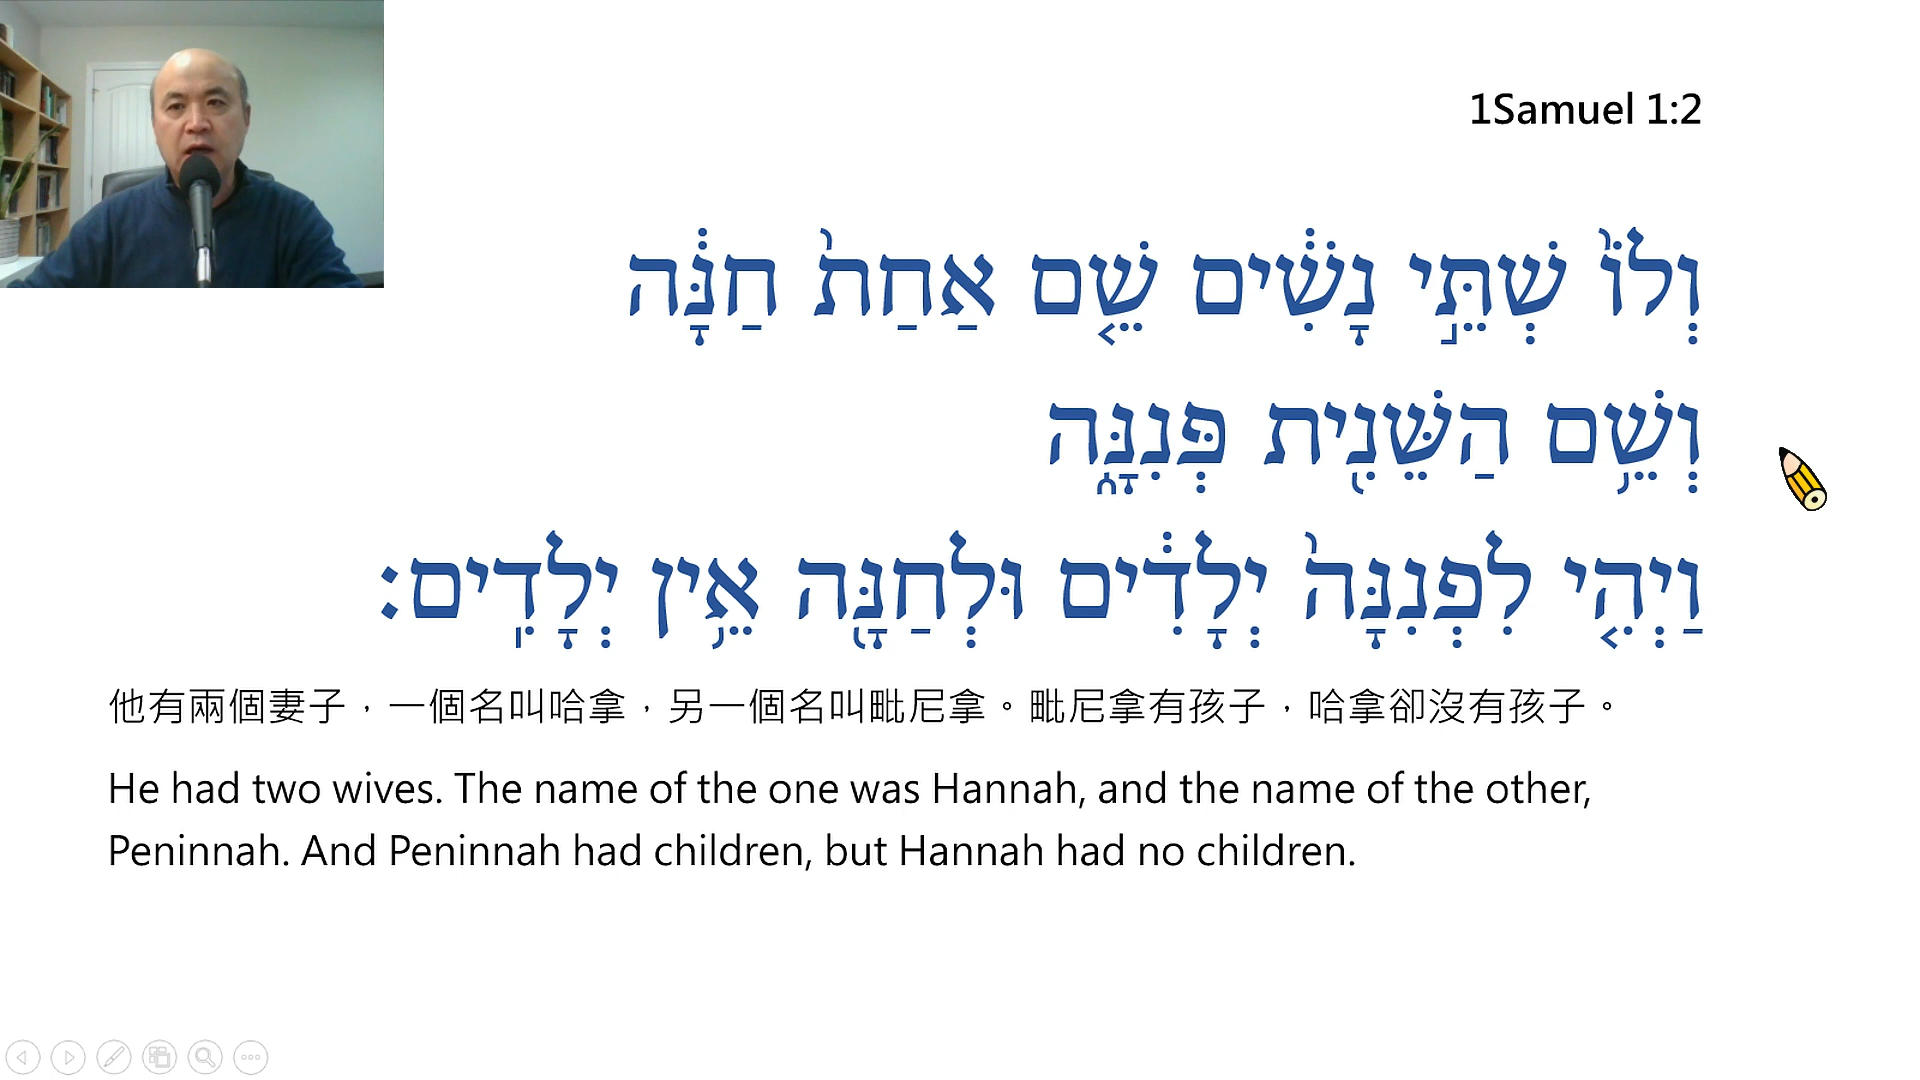 1Samuel 1:2
וְלוֹ֙ שְׁתֵּ֣י נָשִׁ֔ים שֵׁ֤ם אַחַת֙ חַנָּ֔ה
וְשֵׁ֥ם הַשֵּׁנִ֖ית פְּנִנָּ֑ה
וַיְהִ֤י לִפְנִנָּה֙ יְלָדִ֔ים וּלְחַנָּ֖ה אֵ֥ין יְלָדִֽים׃
他有兩個妻子，一個名叫哈拿，另一個名叫毗尼拿。毗尼拿有孩子，哈拿卻沒有孩子。
He had two wives. The name of the one was Hannah, and the name of the other,
Peninnah. And Peninnah had children, but Hannah had no children.